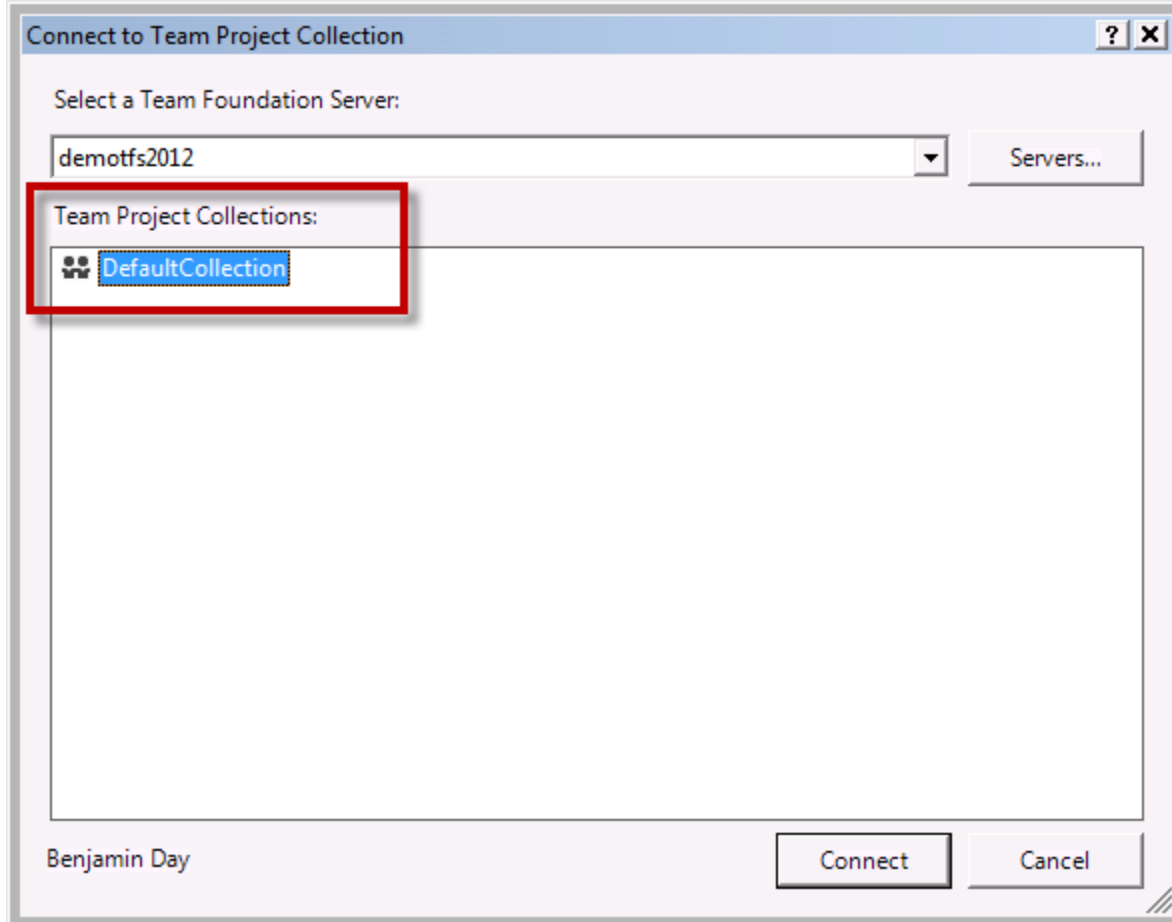 Connect to Team Project Collection
Select a Team Foundation Server:
demotfs2012
Servers...
Team Project Collections:
DefaultCollection
Benjamin Day
Connect
Cancel